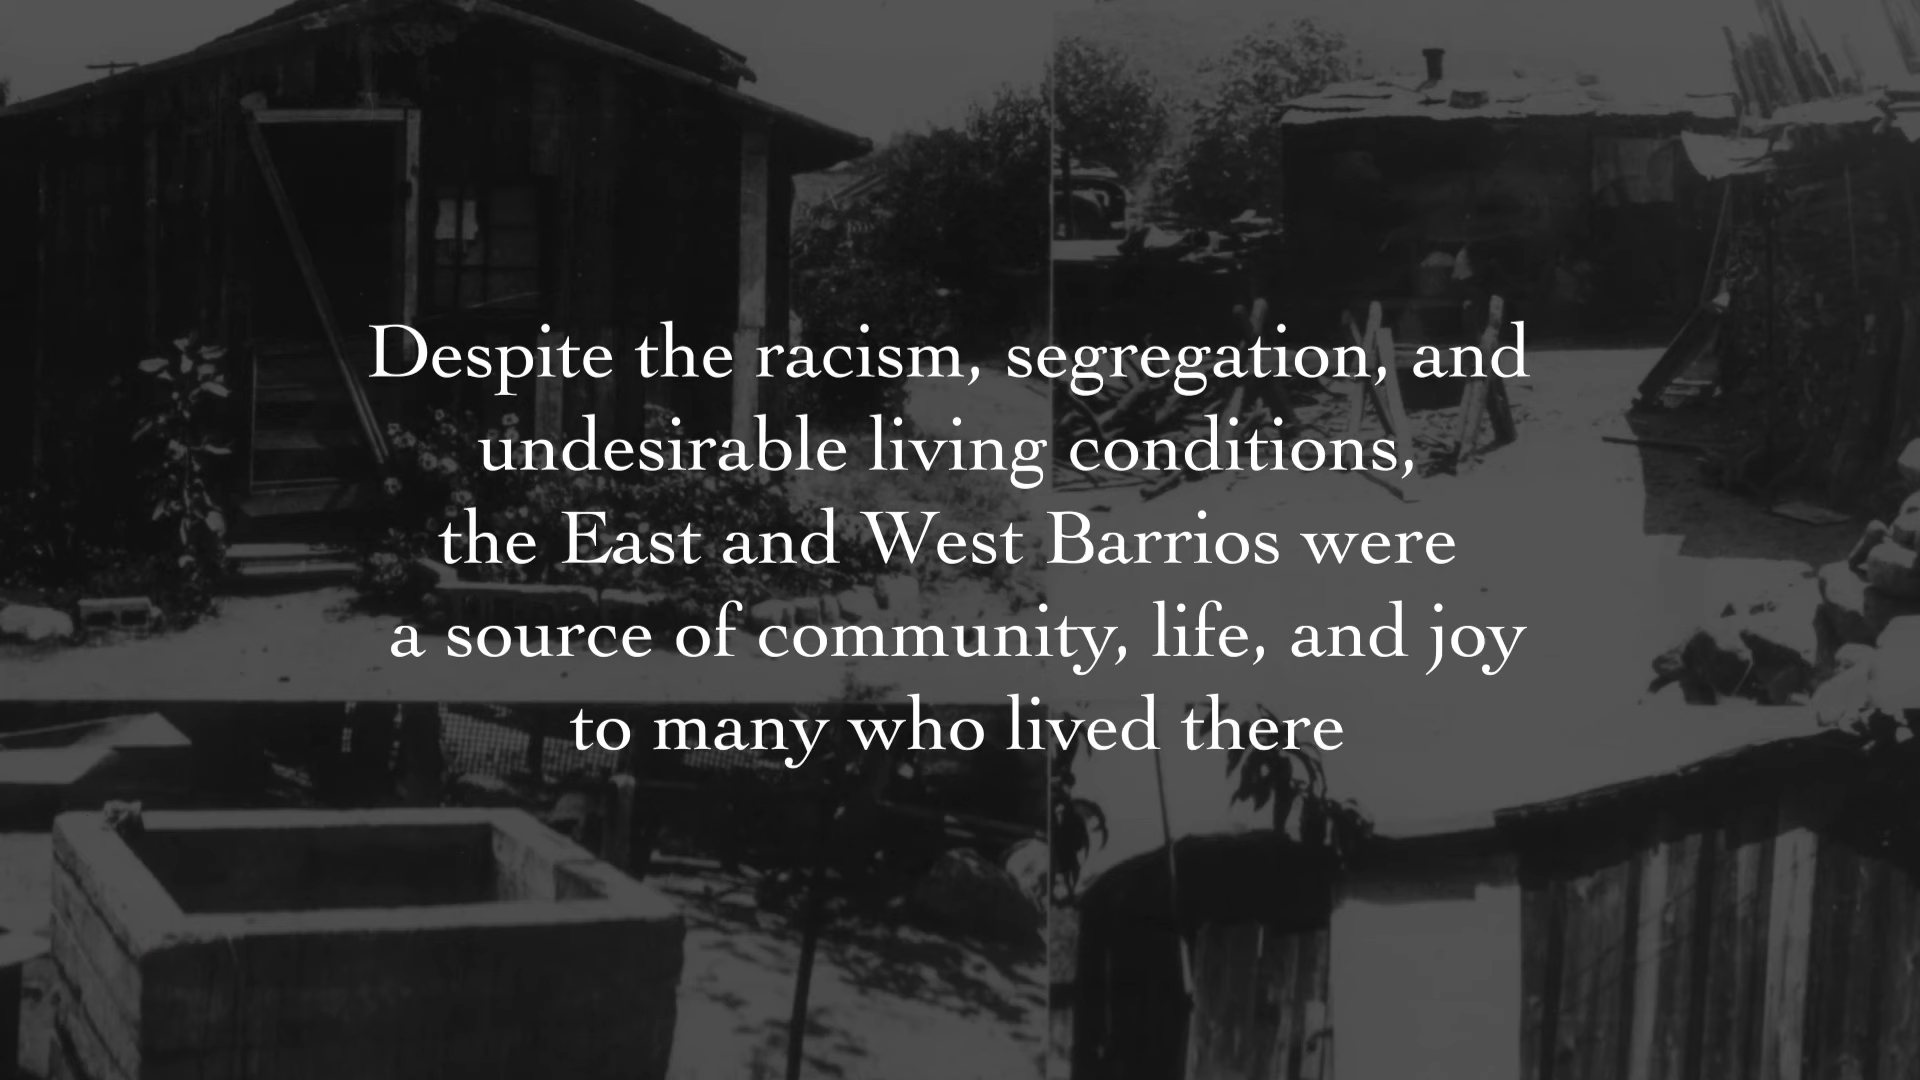 Despite the racism, segregation, and
undesirable living conditions,
the East and West Barrios were
a source of community, life, and joy
to many who lived there